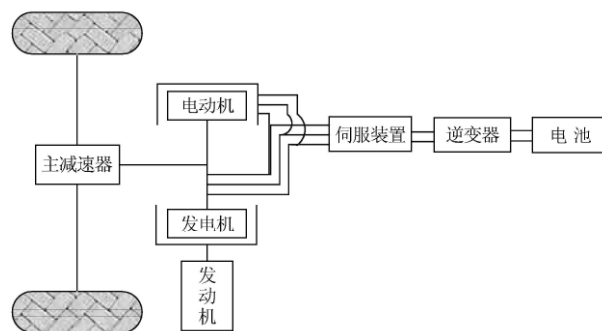 电动机
伺服装置
逆变器
电池
主减速器
发电机
发动机